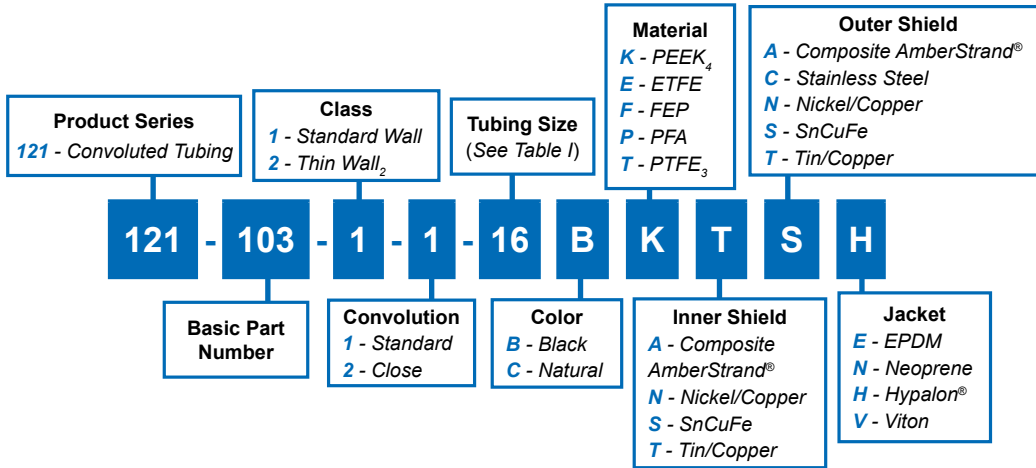 Product Series
121 - Convoluted Tubing
Class
1 - Standard Wall
2 - Thin Wall2
Tubing Size
(See Table I)
Material
K - PEEK4
E - ETFE
F - FEP
P - PFA
T - PTFE3
Outer Shield
A - Composite AmberStrand®
C - Stainless Steel
N - Nickel/Copper
S - SnCuFe
T - Tin/Copper
121 - 103 - 1 - 1 - 16 B K T S H
Basic Part
Number
Convolution
1 - Standard
2 - Close
Color
B - Black
C - Natural
Inner Shield
A - Composite
AmberStrand®
N - Nickel/Copper
S - SnCuFe
T - Tin/Copper
Jacket
E - EPDM
N - Neoprene
H - Hypalon®
V - Viton